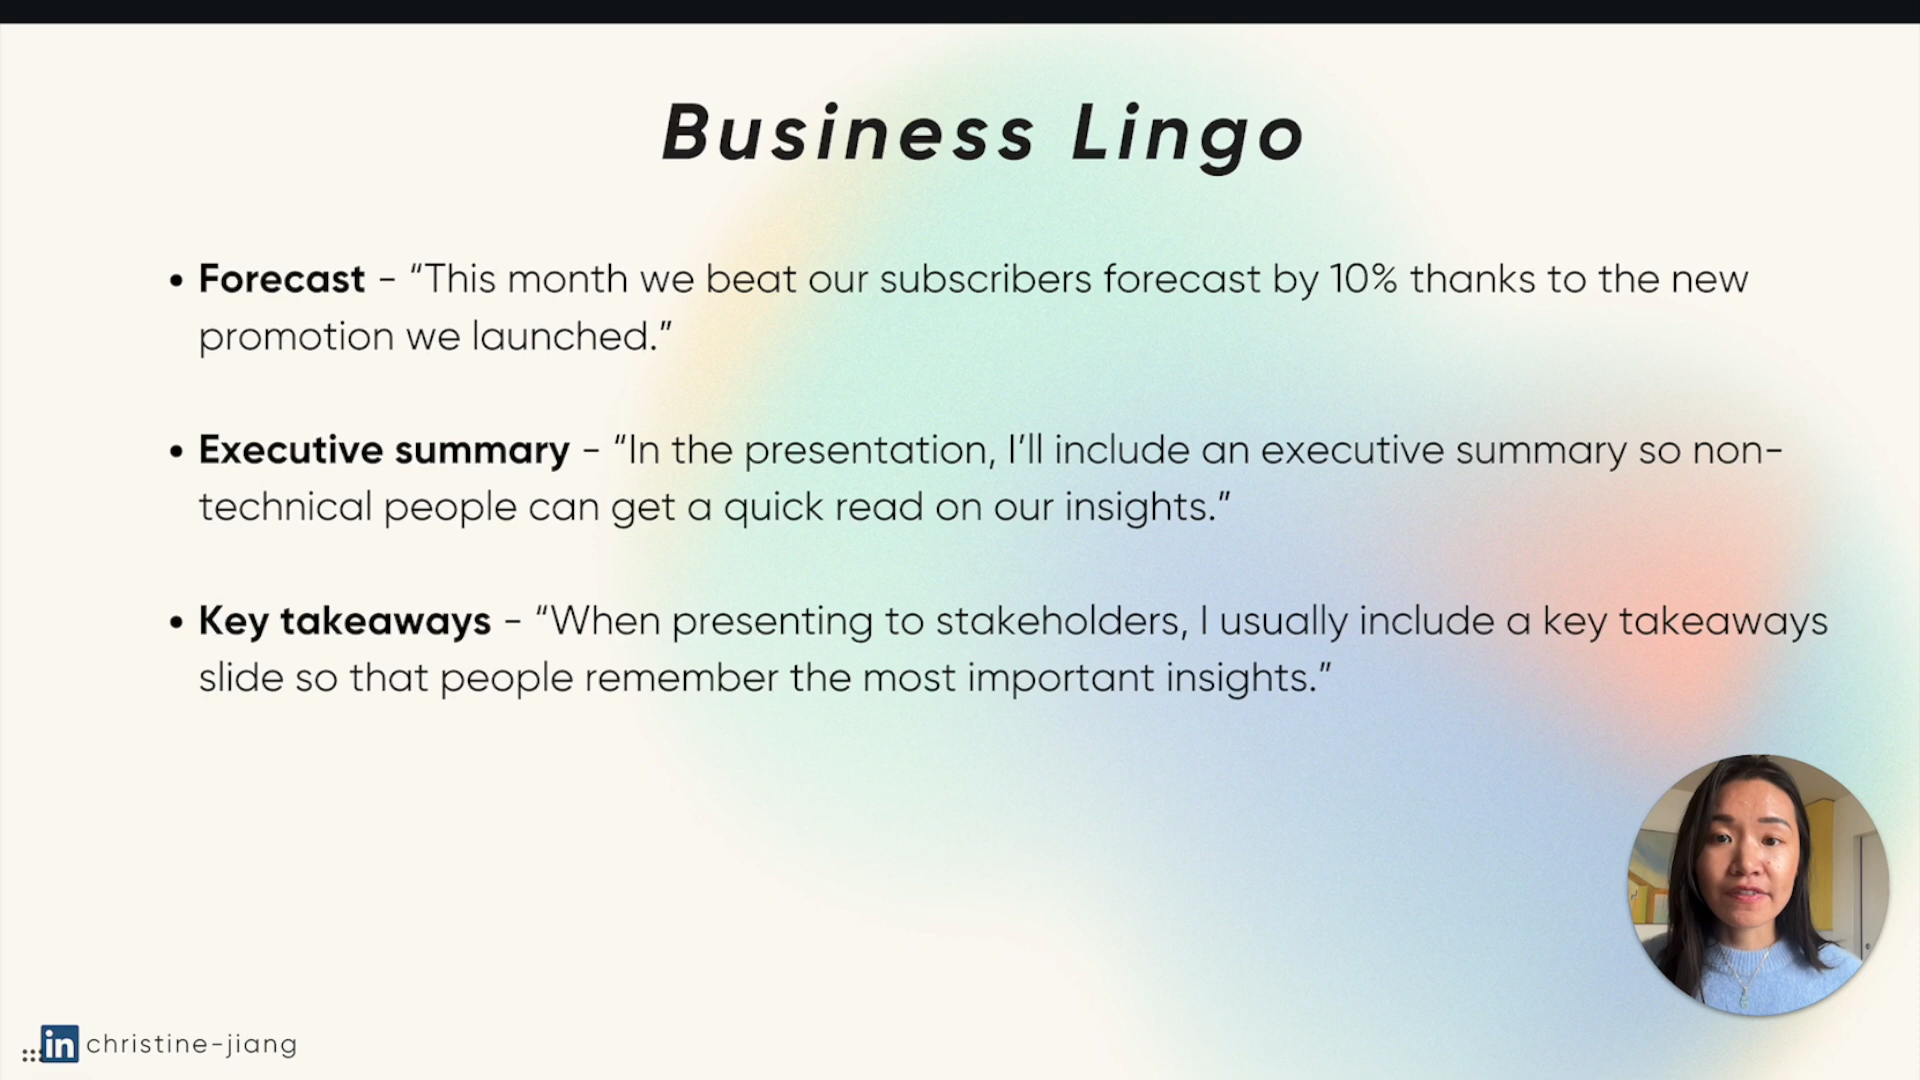 Business Lingo
• Forecast - “This month we beat our subscribers forecast by 10% thanks to the new
promotion we launched.”
• Executive summary - “In the presentation, I’ll include an executive summary so non-
technical people can get a quick read on our insights.”
• Key takeaways - “When presenting to stakeholders, I usually include a key takeaways
slide so that people remember the most important insights.”
in christine-jiang